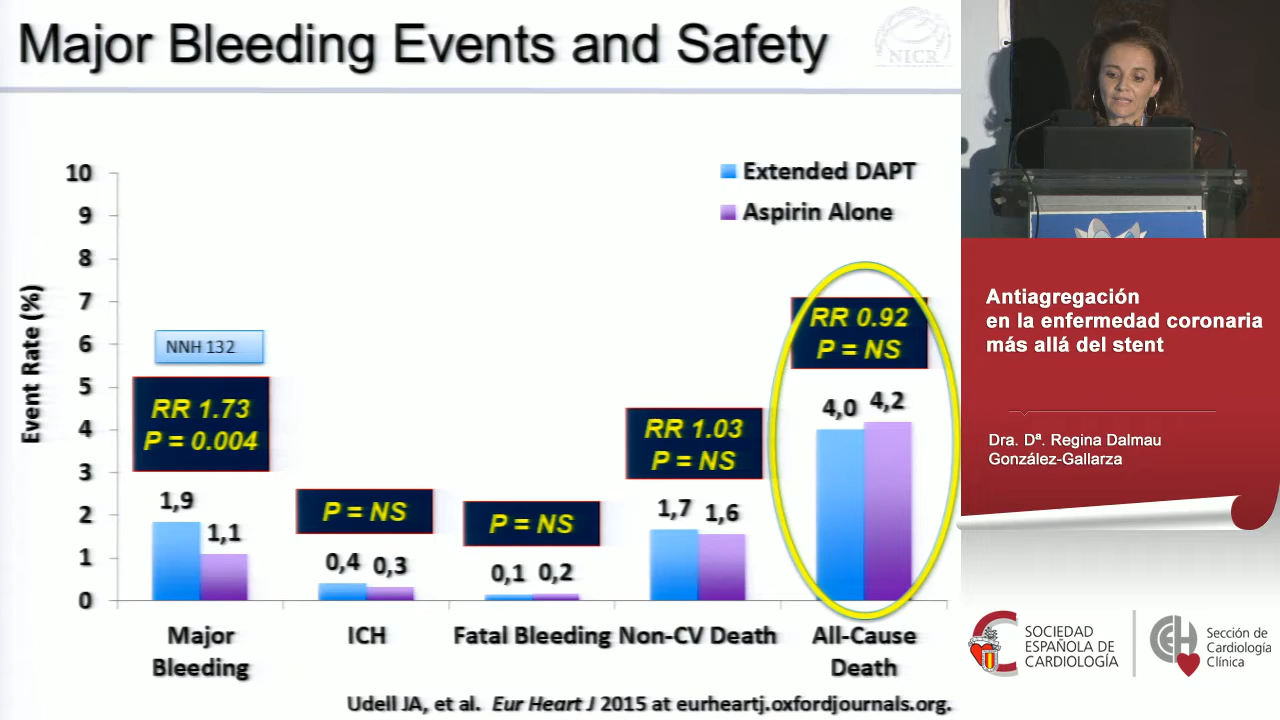 Major Bleeding Events and Safety
NICR
Extended DAPT
Aspirin Alone
Event Rate (%)
10
9
8
7
6
5
4
3
2
1
0
NNH 132
RR 1.73
P = 0.004
1,9
1,1
P = NS
0,4
0,3
P = NS
0,1
0,2
RR 1.03
P = NS
1,7
1,6
RR 0.92
P = NS
4,0
4,2
Major
Bleeding
ICH
Fatal Bleeding
Non-CV Death
All-Cause
Death
Udell JA, et al. Eur Heart J 2015 at eurheartj.oxfordjournals.org.
Antiagregación
en la enfermedad coronaria
más allá del stent
Dra. Dª. Regina Dalmau
González-Gallarza
SOCIEDAD
ESPAÑOLA DE
CARDIOLOGÍA
Sección de
Cardiología
Clínica